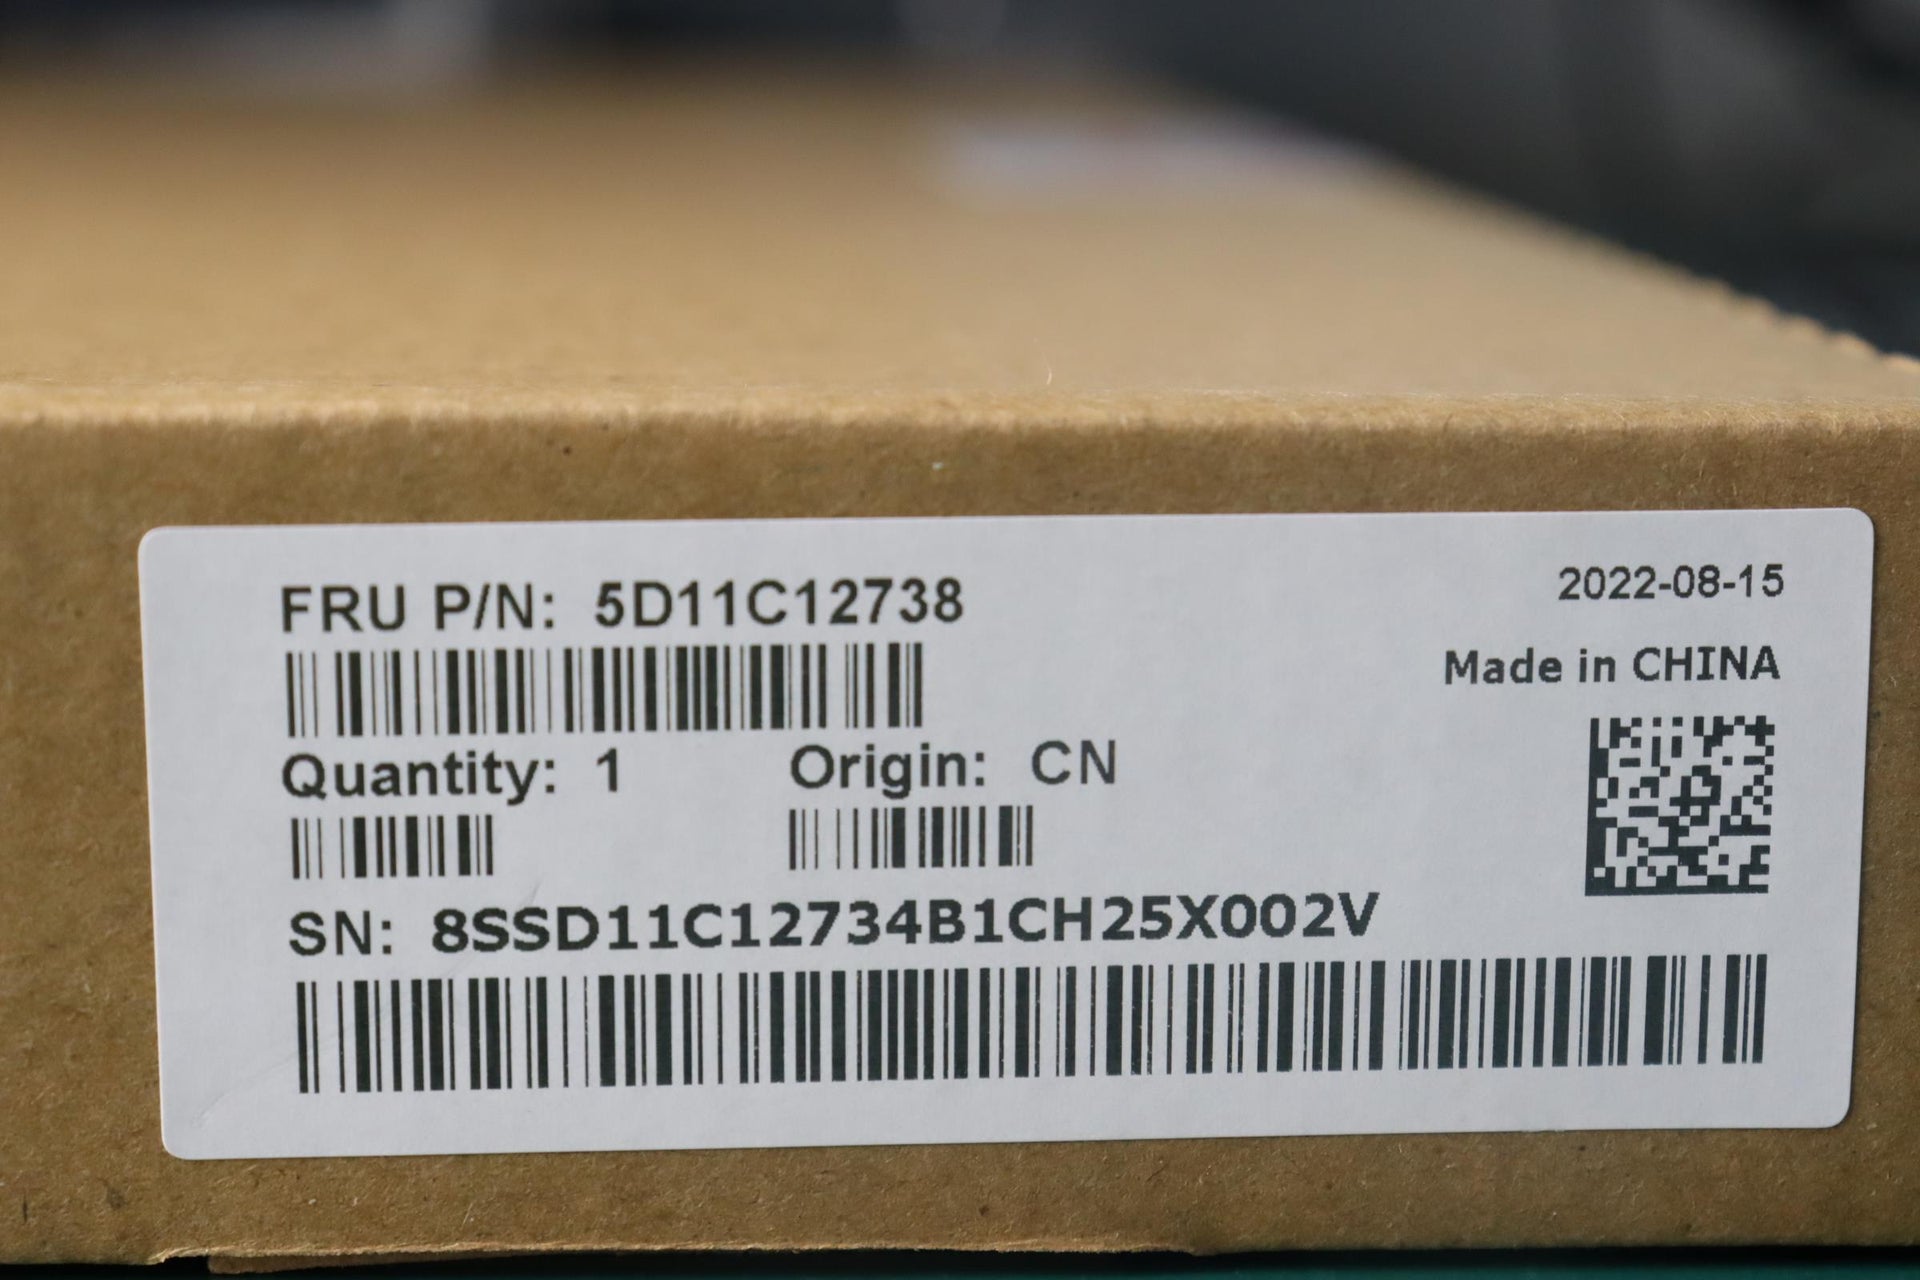 FRU P/N: 5D11C12738
2022-08-15
Made in CHINA
Quantity: 1
Origin: CN
SN: 8SSD11C12734B1CH25X002V